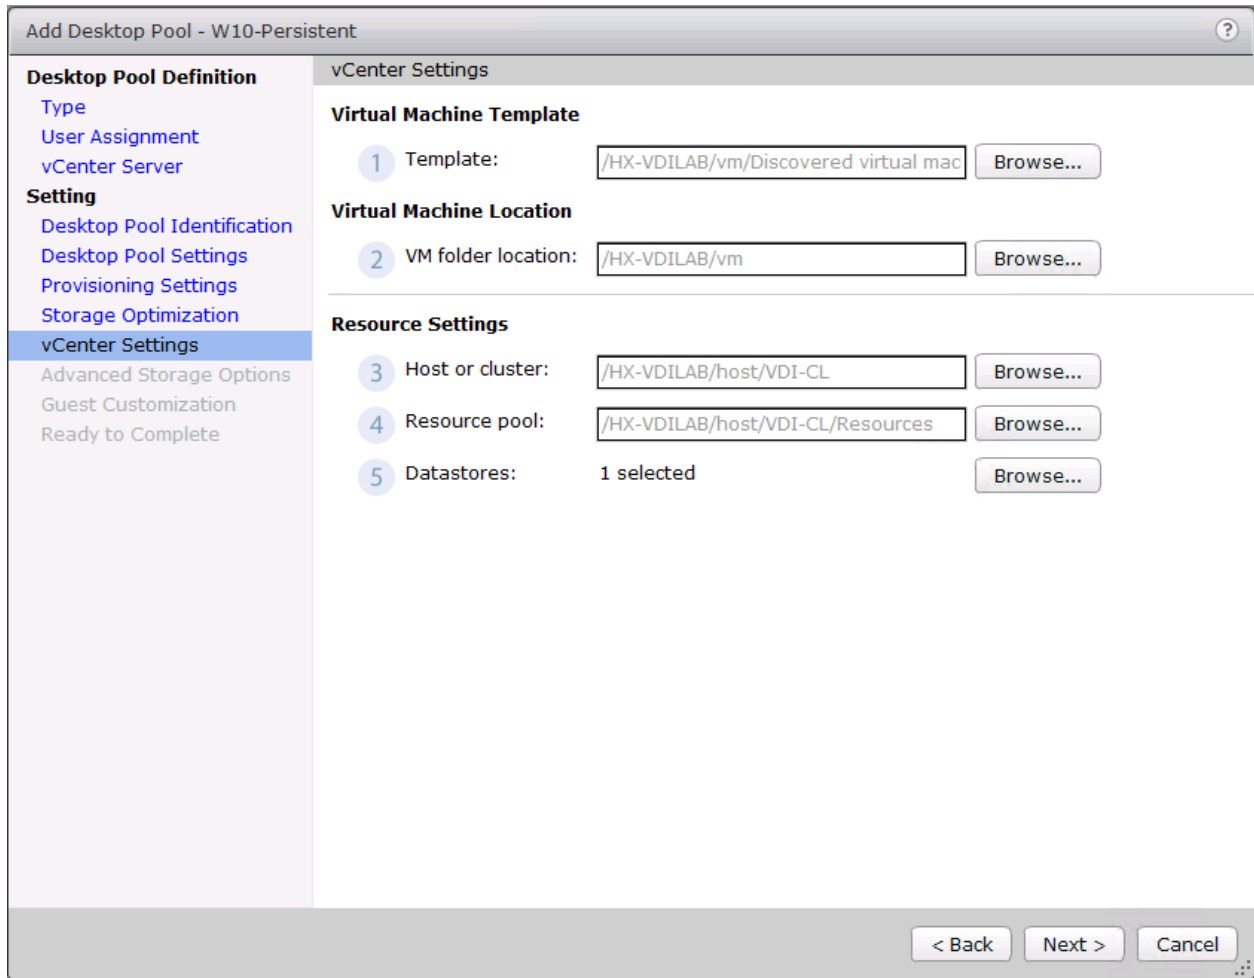 Add Desktop Pool - W10-Persistent
?
Desktop Pool Definition
Type
User Assignment
vCenter Server
Setting
Desktop Pool Identification
Desktop Pool Settings
Provisioning Settings
Storage Optimization
vCenter Settings
Advanced Storage Options
Guest Customization
Ready to Complete
vCenter Settings
Virtual Machine Template
1 Template: /HX-VDILAB/vm/Discovered virtual mac Browse...
Virtual Machine Location
2 VM folder location: /HX-VDILAB/vm Browse...
Resource Settings
3 Host or cluster: /HX-VDILAB/host/VDI-CL Browse...
4 Resource pool: /HX-VDILAB/host/VDI-CL/Resources Browse...
5 Datastores: 1 selected Browse...
< Back Next > Cancel